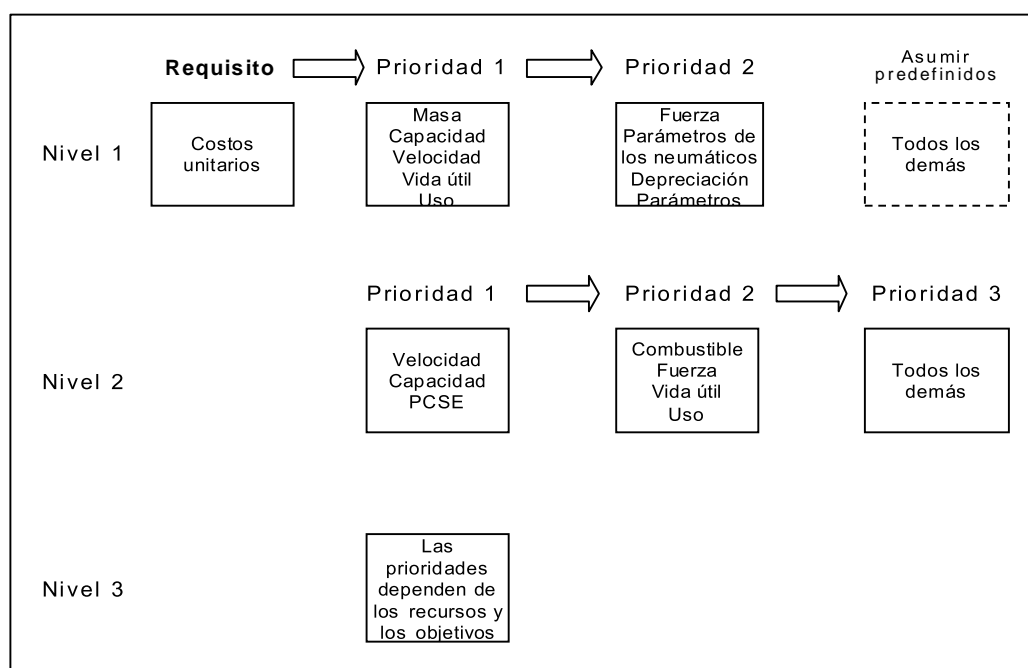 Requisito
Prioridad 1
Prioridad 2
Asumir
predefinidos
Nivel 1
Costos
unitarios
Masa
Capacidad
Velocidad
Vida útil
Uso
Fuerza
Parámetros de
los neumáticos
Depreciación
Parámetros
Todos los
demás
Prioridad 1
Prioridad 2
Prioridad 3
Nivel 2
Velocidad
Capacidad
PCSE
Combustible
Fuerza
Vida útil
Uso
Todos los
demás
Nivel 3
Las
prioridades
dependen de
los recursos y
los objetivos